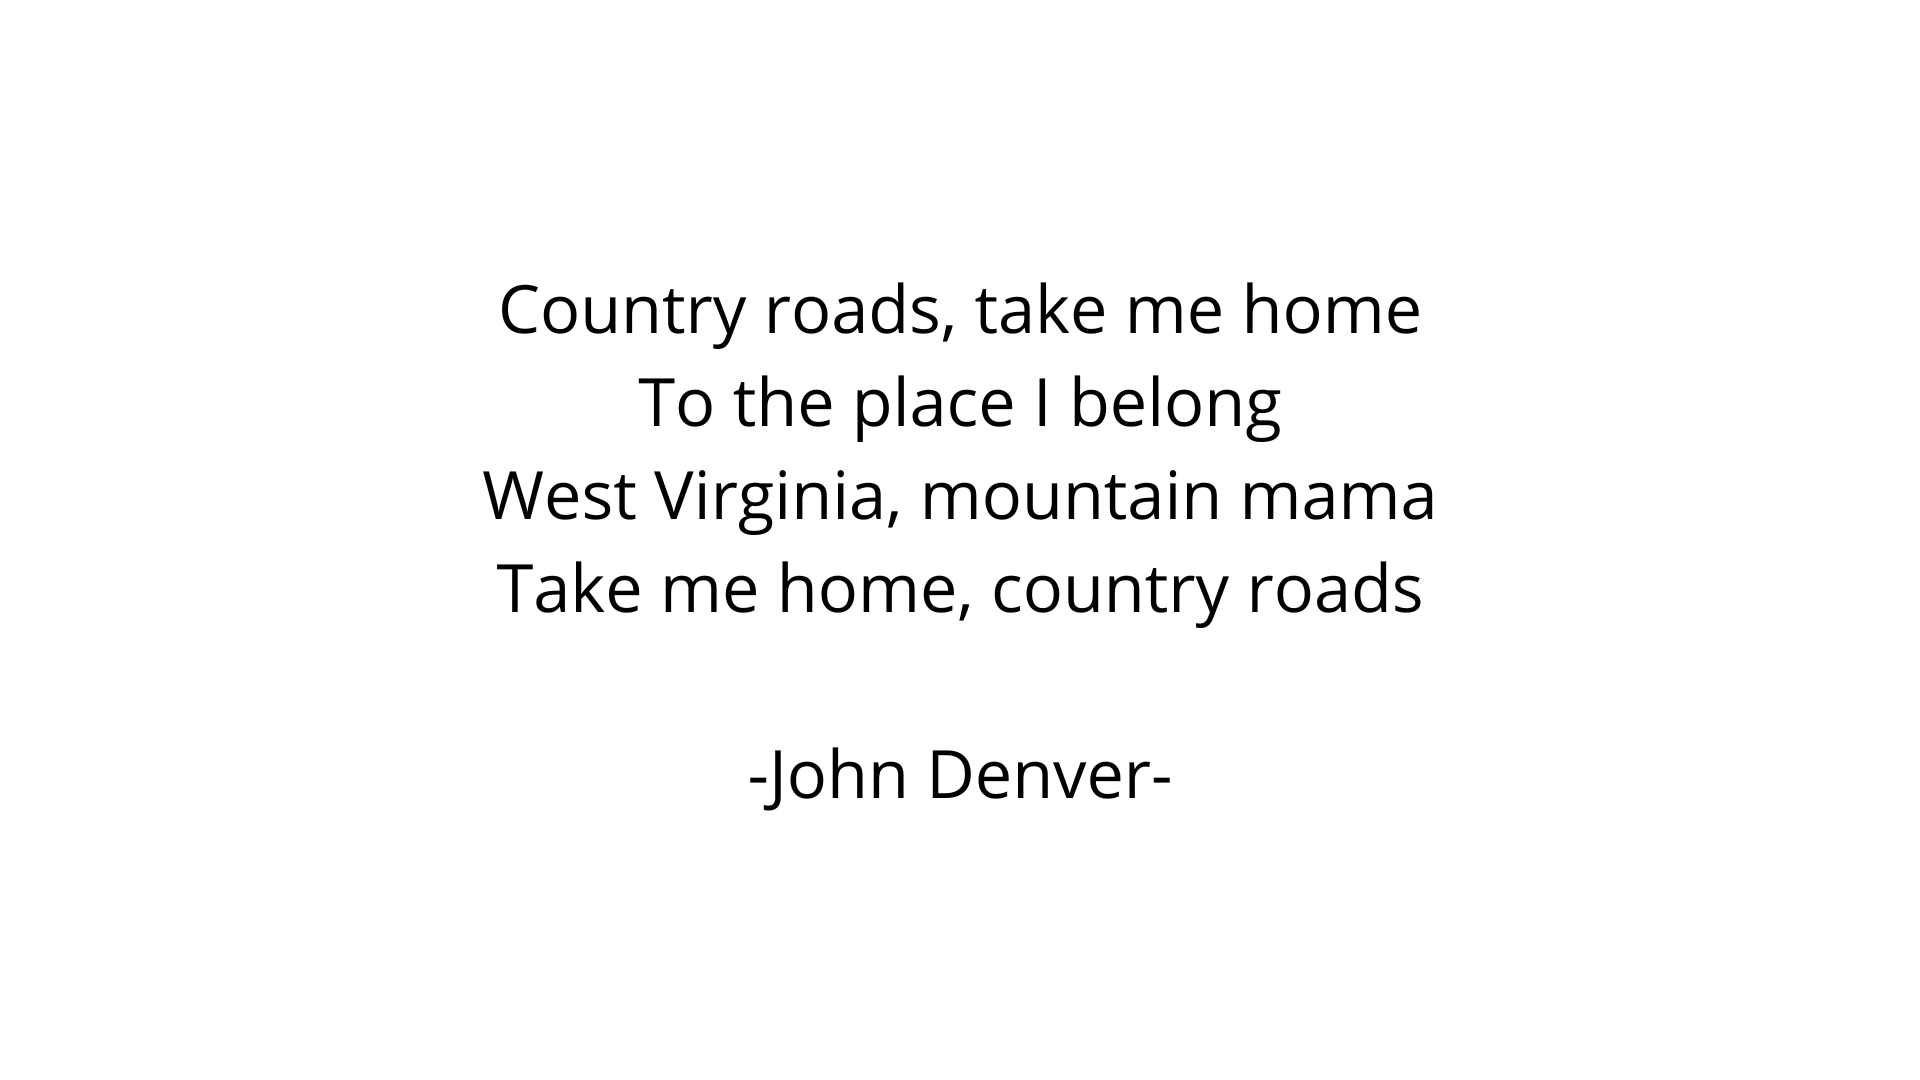 Country roads, take me home
To the place I belong
West Virginia, mountain mama
Take me home, country roads
-John Denver-